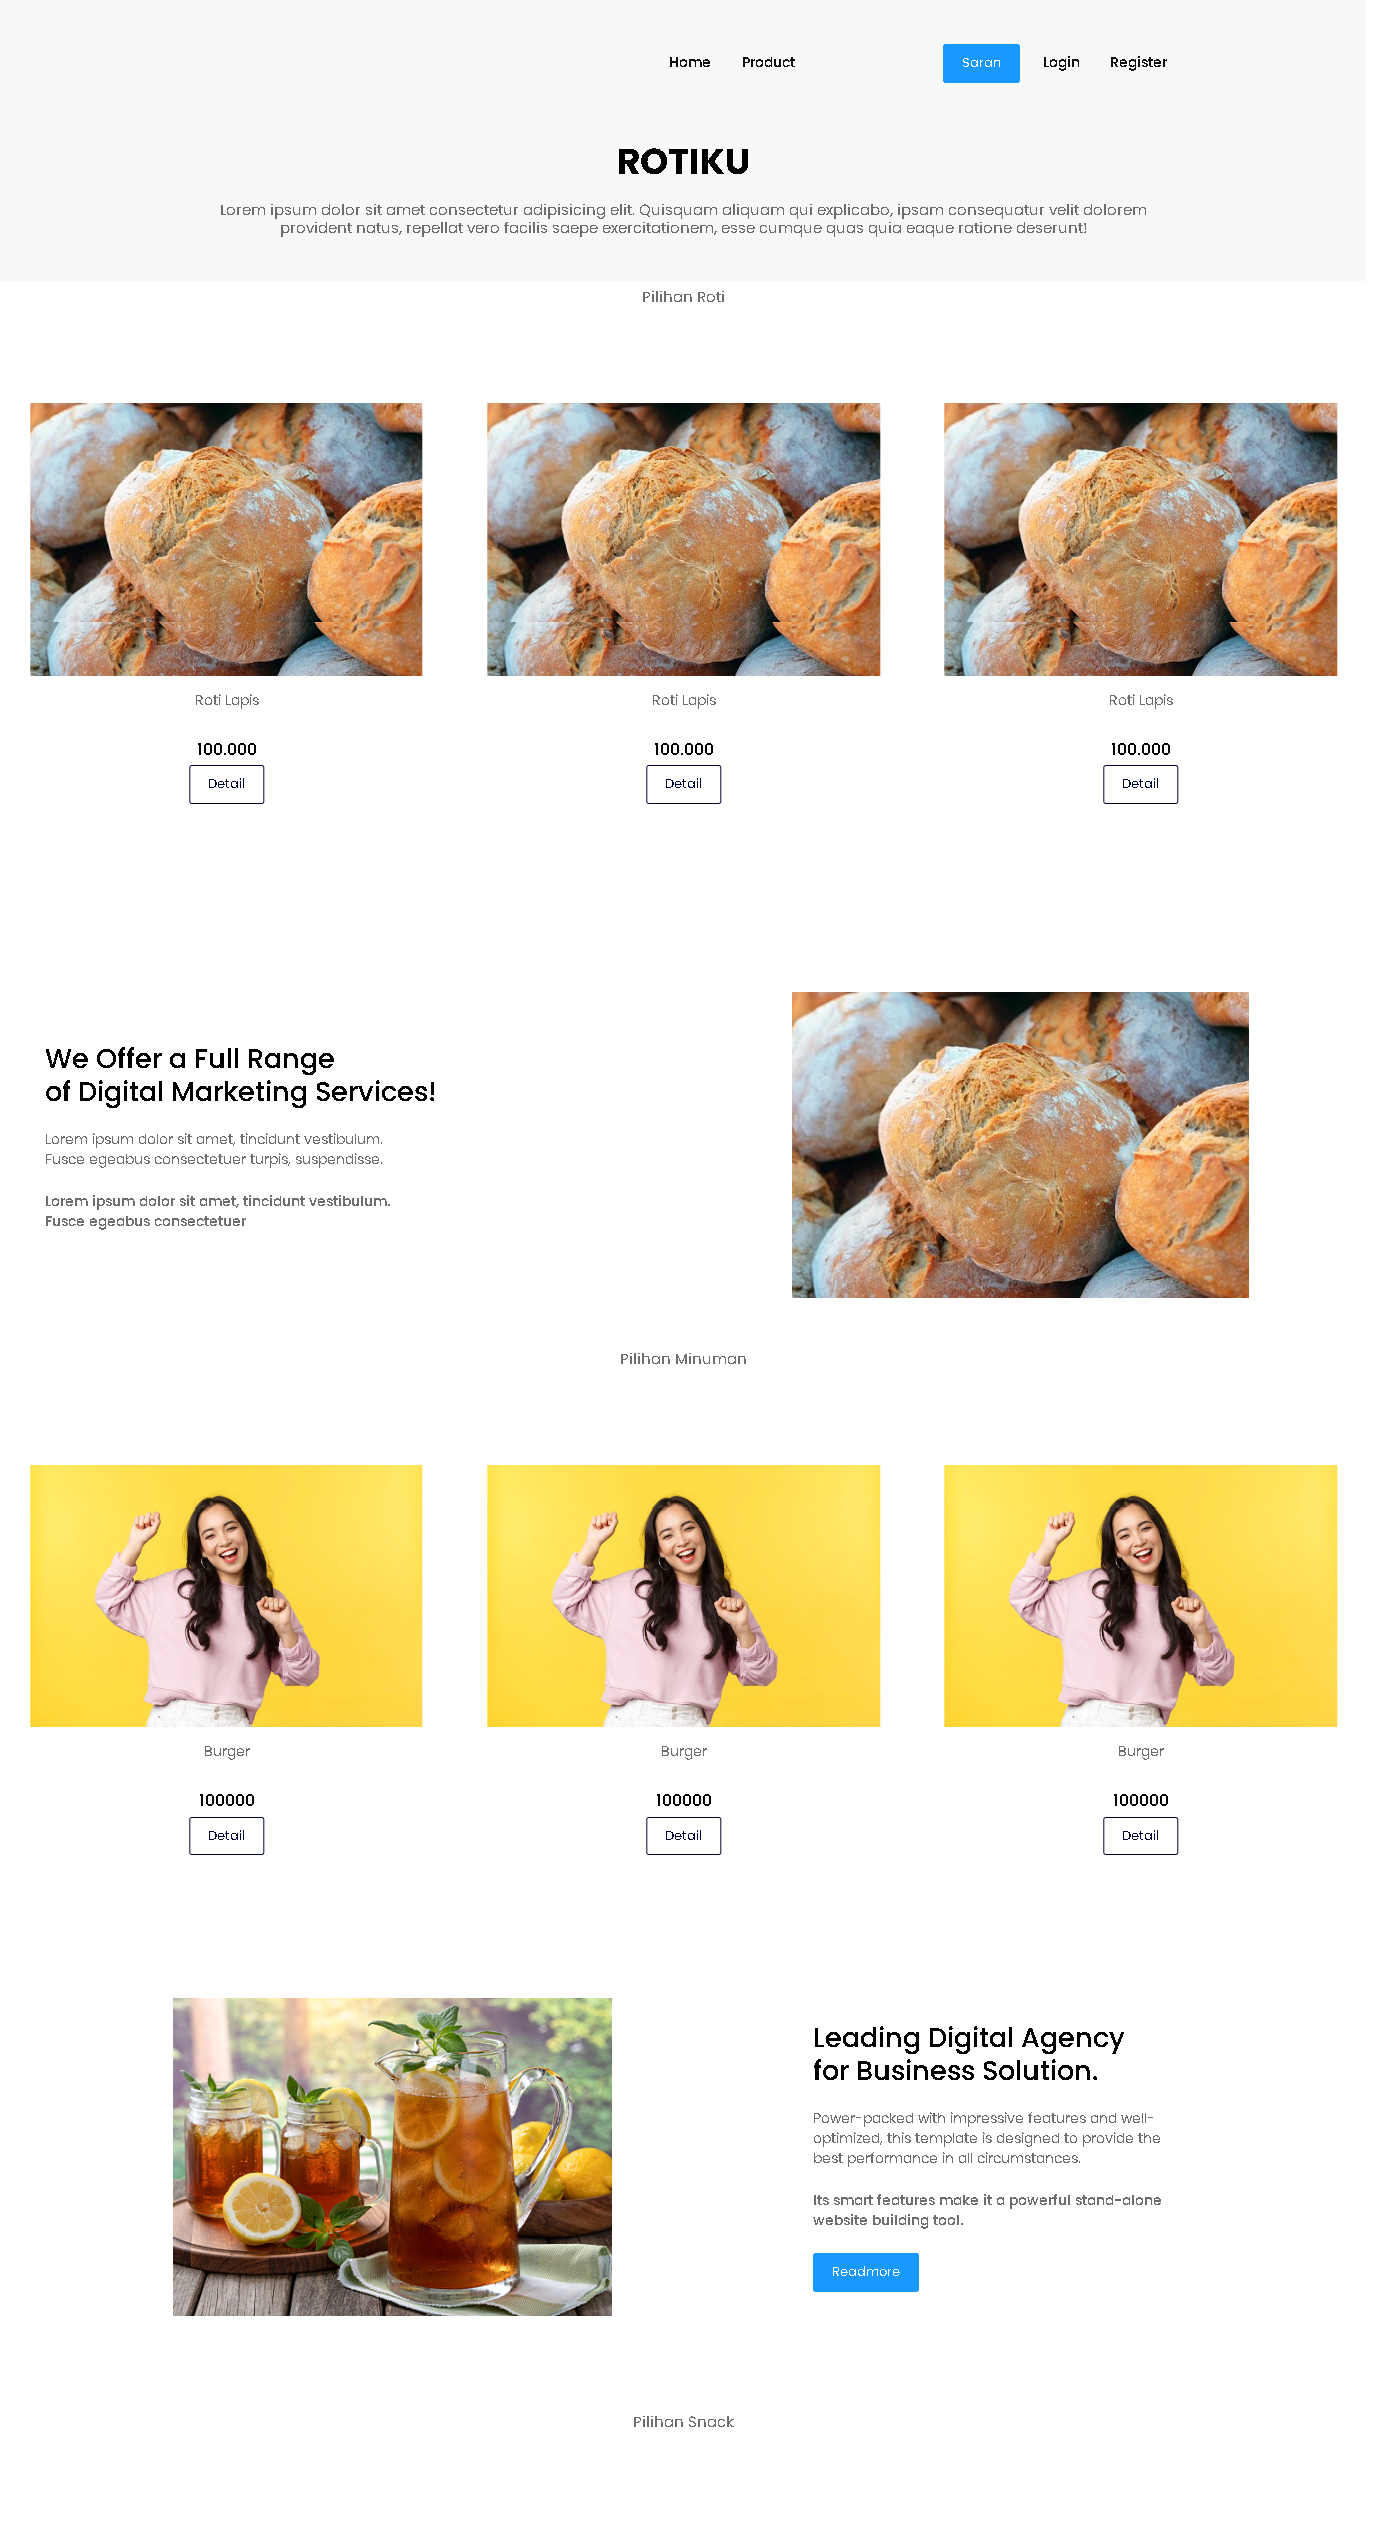 Home Product Saran Login Register
ROTIKU
Lorem ipsum dolor sit amet consectetur adipisicing elit. Quisquam aliquam qui explicabo, ipsam consequatur velit dolorem
provident natus, repellat vero facilis saepe exercitationem, esse cumque quas quia eaque ratione deserunt!
Pilihan Roti
Roti Lapis Roti Lapis Roti Lapis
100.000 100.000 100.000
Detail Detail Detail
We Offer a Full Range
of Digital Marketing Services!
Lorem ipsum dolor sit amet, tincidunt vestibulum.
Fusce egeabus consectetuer turpis, suspendisse.
Lorem ipsum dolor sit amet, tincidunt vestibulum.
Fusce egeabus consectetuer
Pilihan Minuman
Burger Burger Burger
100000 100000 100000
Detail Detail Detail
Leading Digital Agency
for Business Solution.
Power-packed with impressive features and well-
optimized, this template is designed to provide the
best performance in all circumstances.
Its smart features make it a powerful stand-alone
website building tool.
Readmore
Pilihan Snack